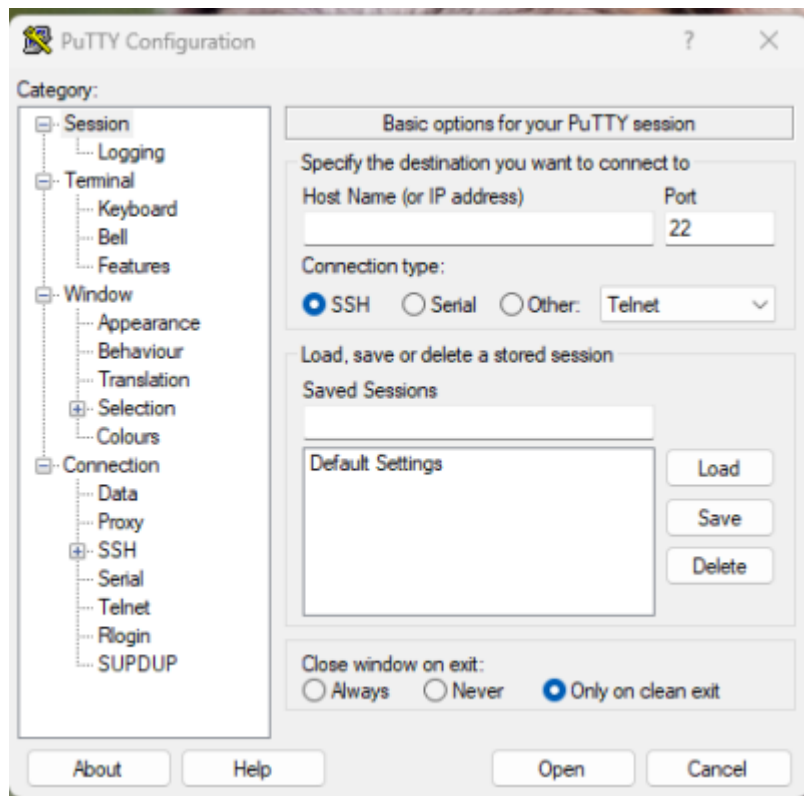 PuTTY Configuration
?
Category:
Session
Logging
Terminal
Keyboard
Bell
Features
Window
Appearance
Behaviour
Translation
Selection
Colours
Connection
Data
Proxy
SSH
Serial
Telnet
Rlogin
SUPDUP
Basic options for your PuTTY session
Specify the destination you want to connect to
Host Name (or IP address) Port
22
Connection type:
SSH Serial Other: Telnet
Load, save or delete a stored session
Saved Sessions
Default Settings
Load
Save
Delete
Close window on exit:
Always Never Only on clean exit
About Help Open Cancel